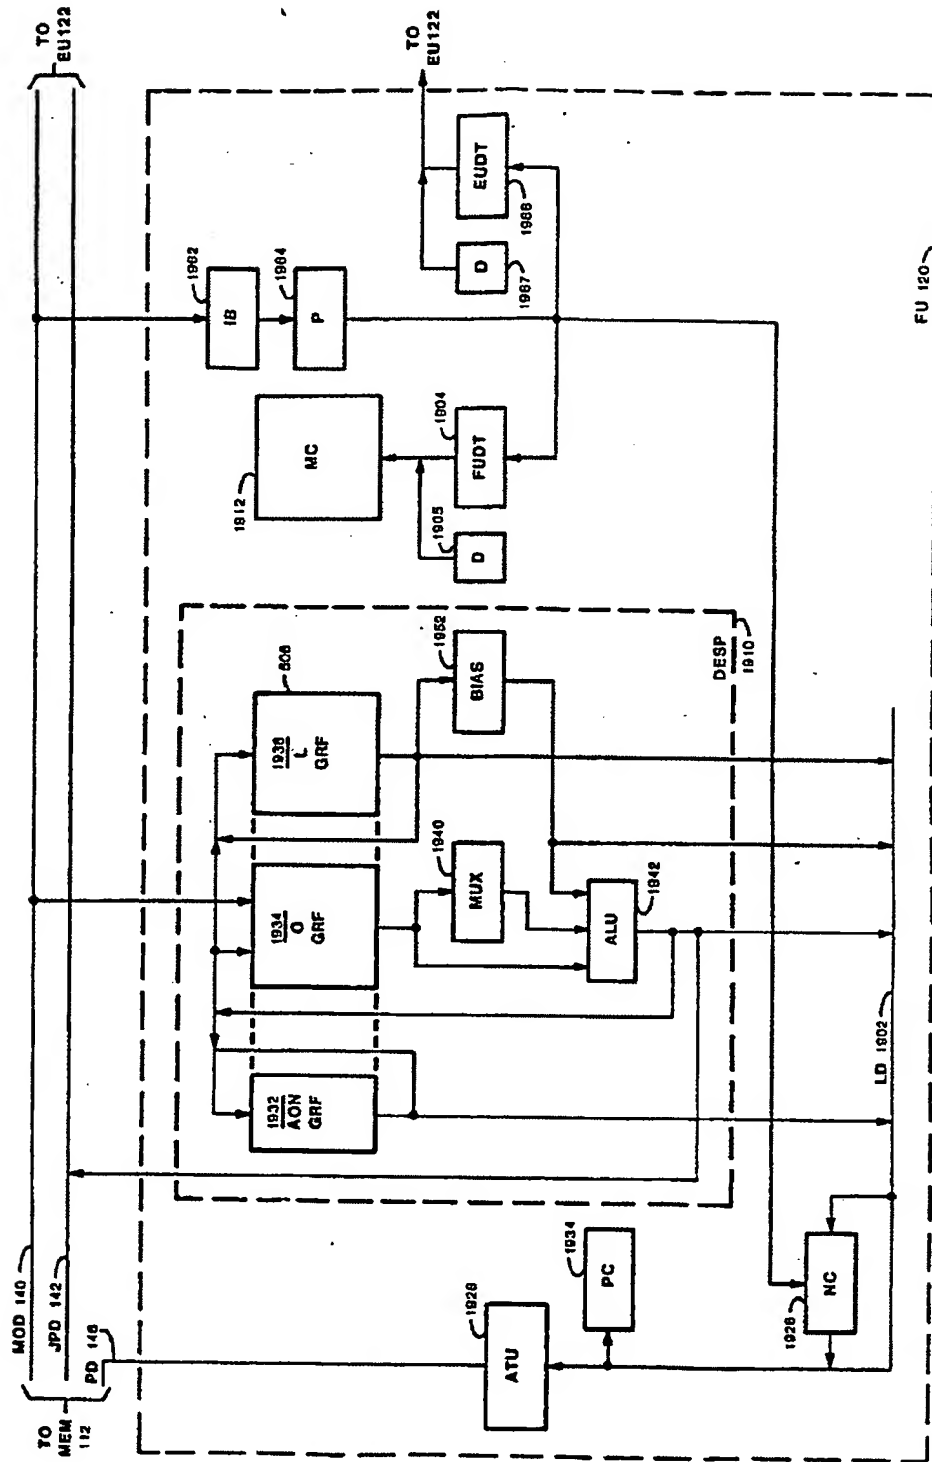 TO
EU122
MOD 140
JPD 142
PD 146
TO
MEM
112
TO
EU122
1962
IB
1964
P
EUDT
1966
D
1967
1912
MC
1904
FUDT
1905
D
606
1932
AON
GRF
1934
O
GRF
1936
L
GRF
1952
BIAS
1940
MUX
1942
ALU
DESP
1910
1928
ATU
1934
PC
1926
NC
LD 1902
FU 120